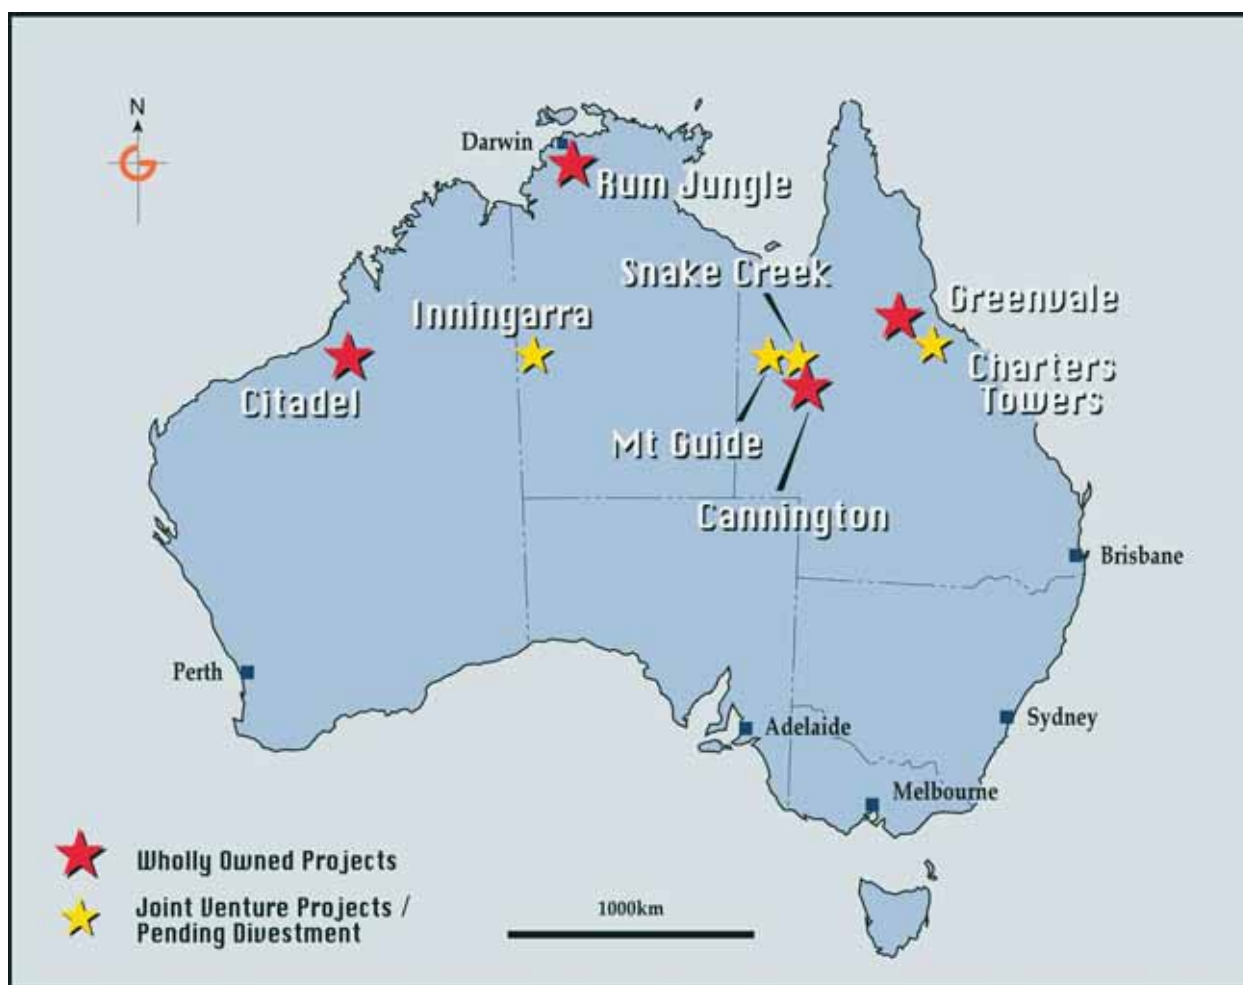 N
Darwin
Rum Jungle
Snake Creek
Greenvale
Inningarra
Charters
Towers
Citadel
Mt Guide
Cannington
Brisbane
Perth
Sydney
Adelaide
Melbourne
Wholly Owned Projects
Joint Venture Projects /
Pending Divestment
1000km